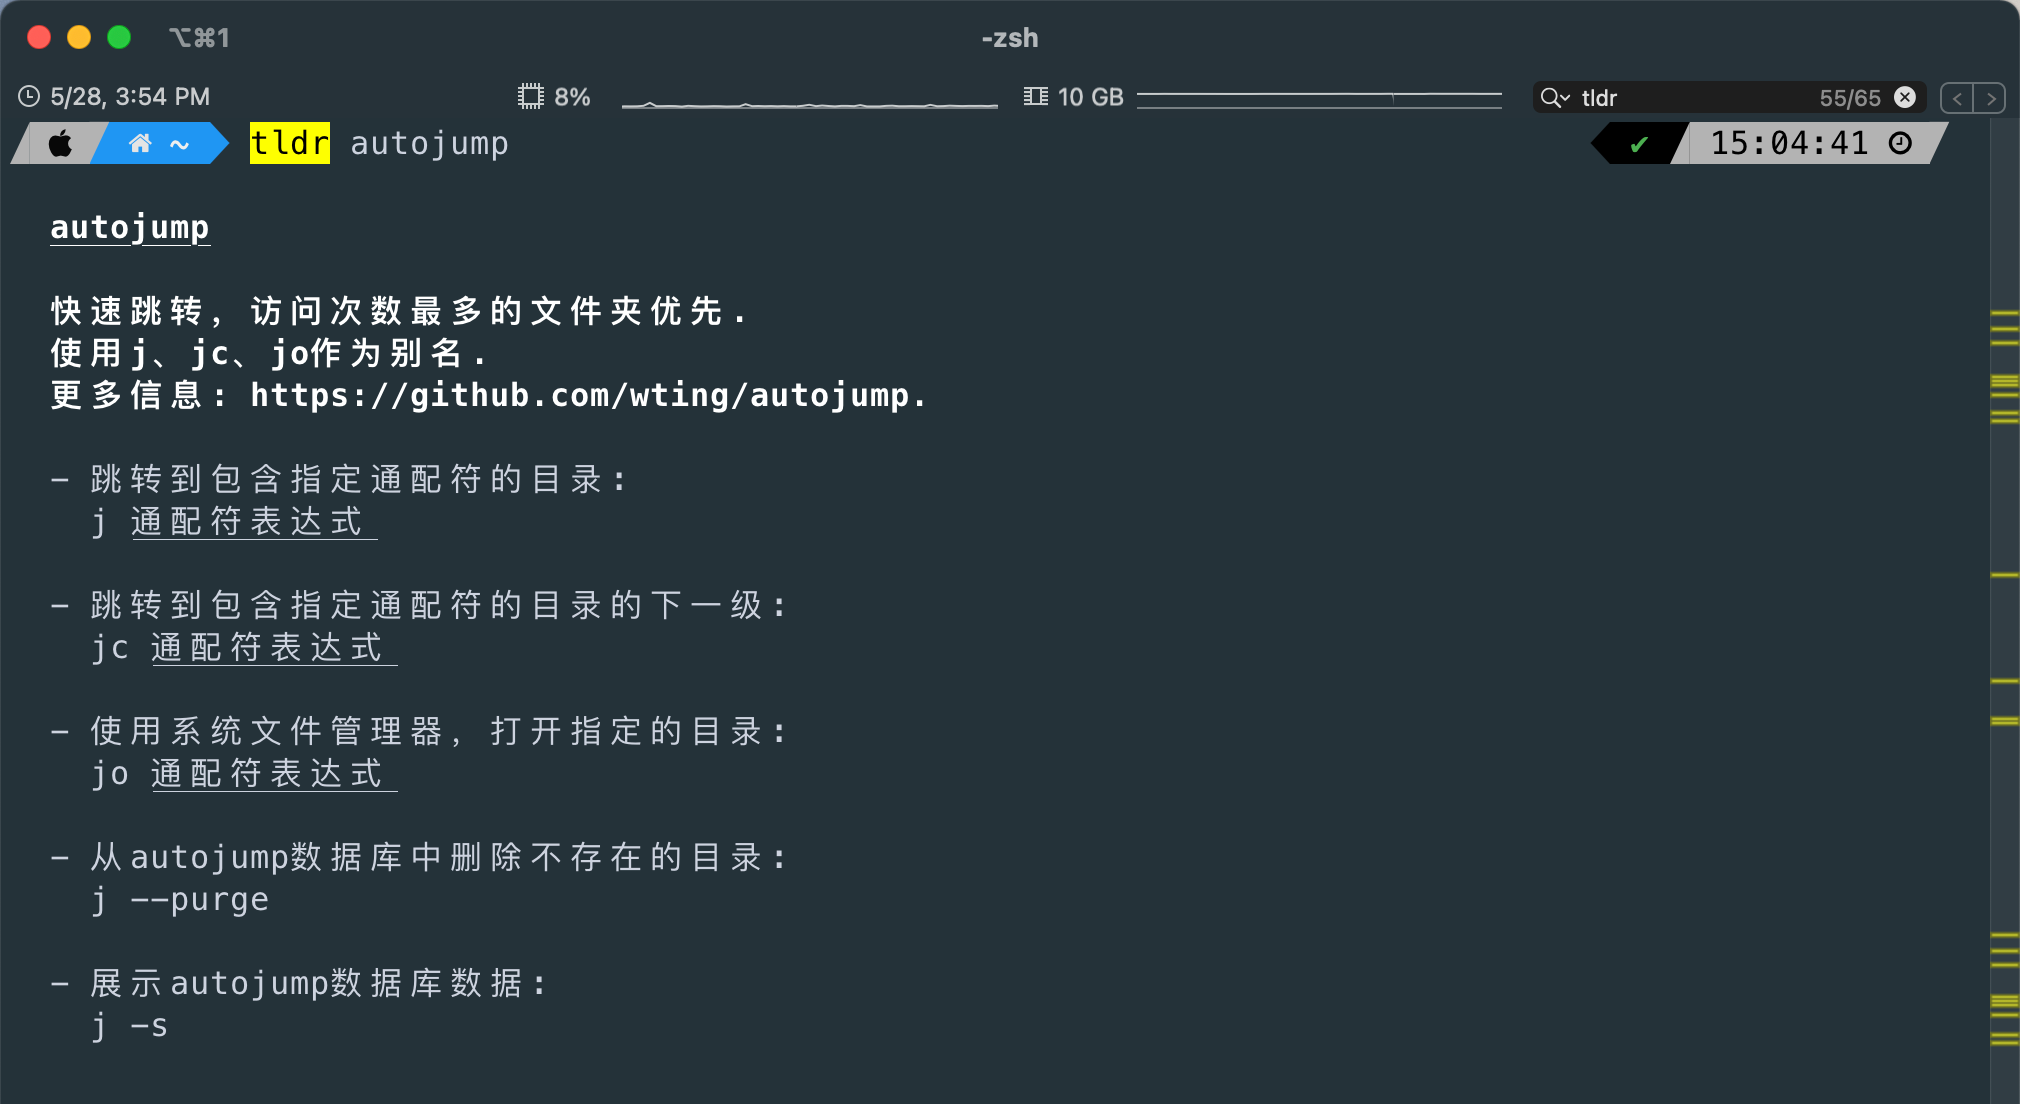 ⌥⌘1 -zsh
5/28, 3:54 PM 8% 10 GB tldr 55/65
~ tldr autojump ✔ 15:04:41
autojump
快速跳转，访问次数最多的文件夹优先.
使用j、jc、jo作为别名.
更多信息：https://github.com/wting/autojump.
- 跳转到包含指定通配符的目录：
j 通配符表达式
- 跳转到包含指定通配符的目录的下一级：
jc 通配符表达式
- 使用系统文件管理器，打开指定的目录：
jo 通配符表达式
- 从autojump数据库中删除不存在的目录：
j --purge
- 展示autojump数据库数据：
j -s